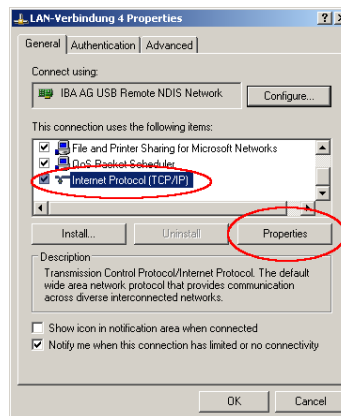 LAN-Verbindung 4 Properties
General Authentication Advanced
Connect using:
IBA AG USB Remote NDIS Network Configure...
This connection uses the following items:
File and Printer Sharing for Microsoft Networks
QoS Packet Scheduler
Internet Protocol (TCP/IP)
Install... Uninstall Properties
Description
Transmission Control Protocol/Internet Protocol. The default
wide area network protocol that provides communication
across diverse interconnected networks.
Show icon in notification area when connected
Notify me when this connection has limited or no connectivity
OK Cancel